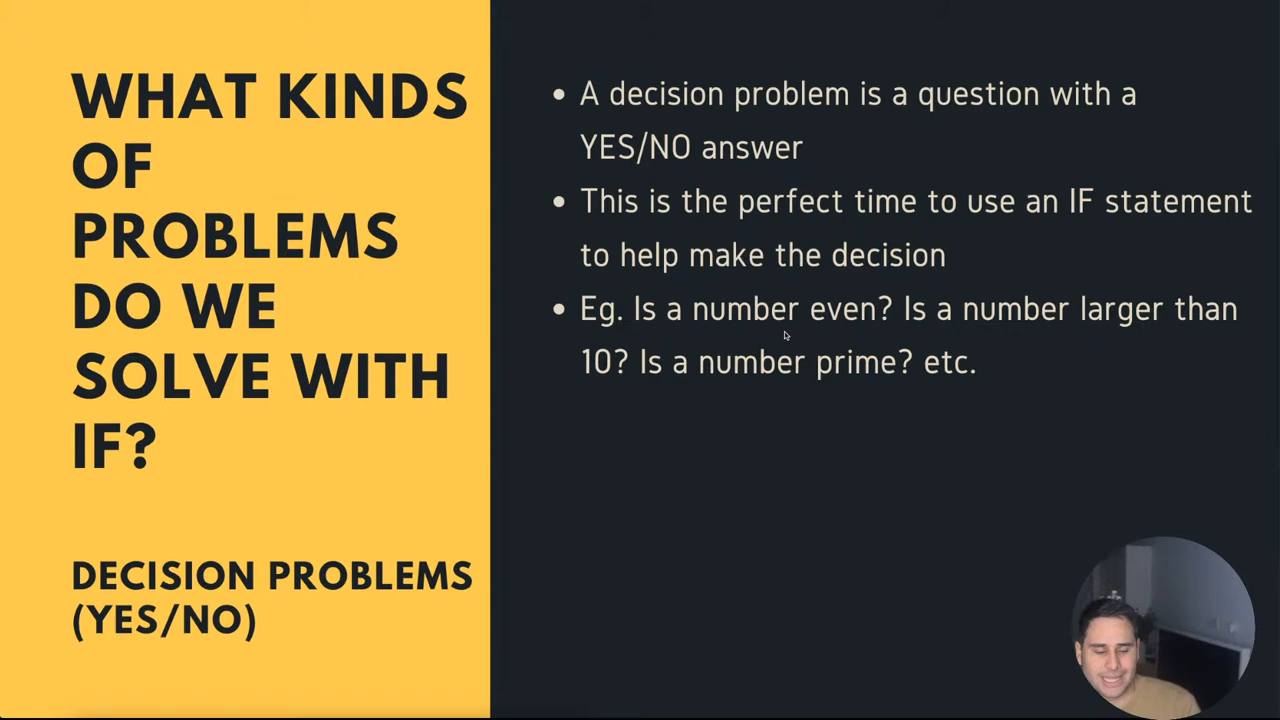 WHAT KINDS
OF
PROBLEMS
DO WE
SOLVE WITH
IF?
DECISION PROBLEMS
(YES/NO)
• A decision problem is a question with a
YES/NO answer
• This is the perfect time to use an IF statement
to help make the decision
• Eg. Is a number even? Is a number larger than
10? Is a number prime? etc.